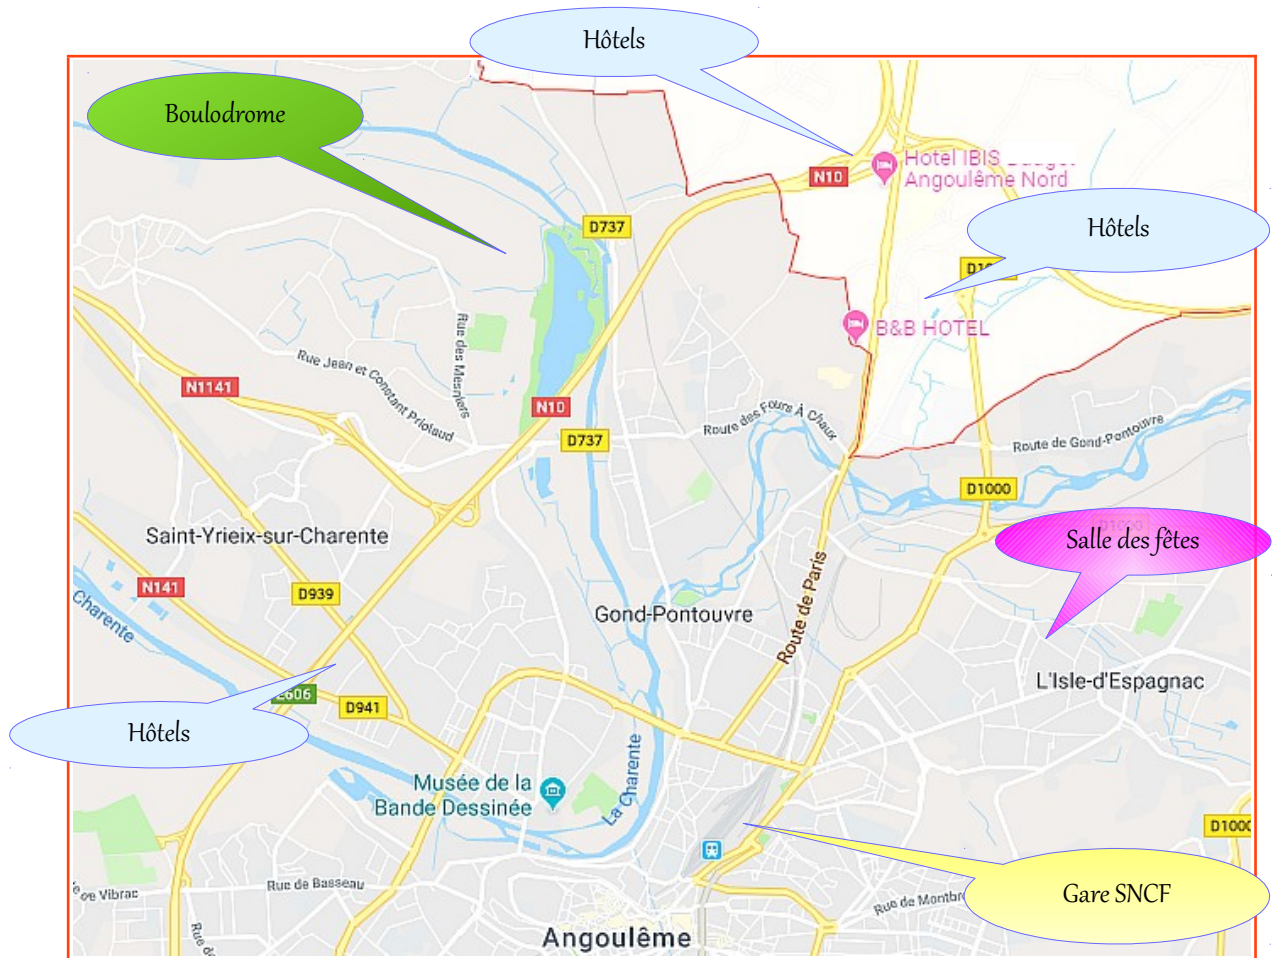 Hôtels
Boulodrome
Hotel IBIS
Angoulême Nord
N10
D737
Hôtels
B&B HOTEL
Rue des Mesniers
Rue Jean et Constant Priolaud
N1141
N10
Route des Fours À Chaux
D737
Route de Gond-Pontouvre
D1000
Saint-Yrieix-sur-Charente
D1000
Salle des fêtes
N141
D939
Charente
Gond-Pontouvre
Route de Paris
L'Isle-d'Espagnac
D941
Hôtels
La Charente
Musée de la
Bande Dessinée
D1000
Rue de Basseau
Vibrac
Gare SNCF
Rue de
Angoulême